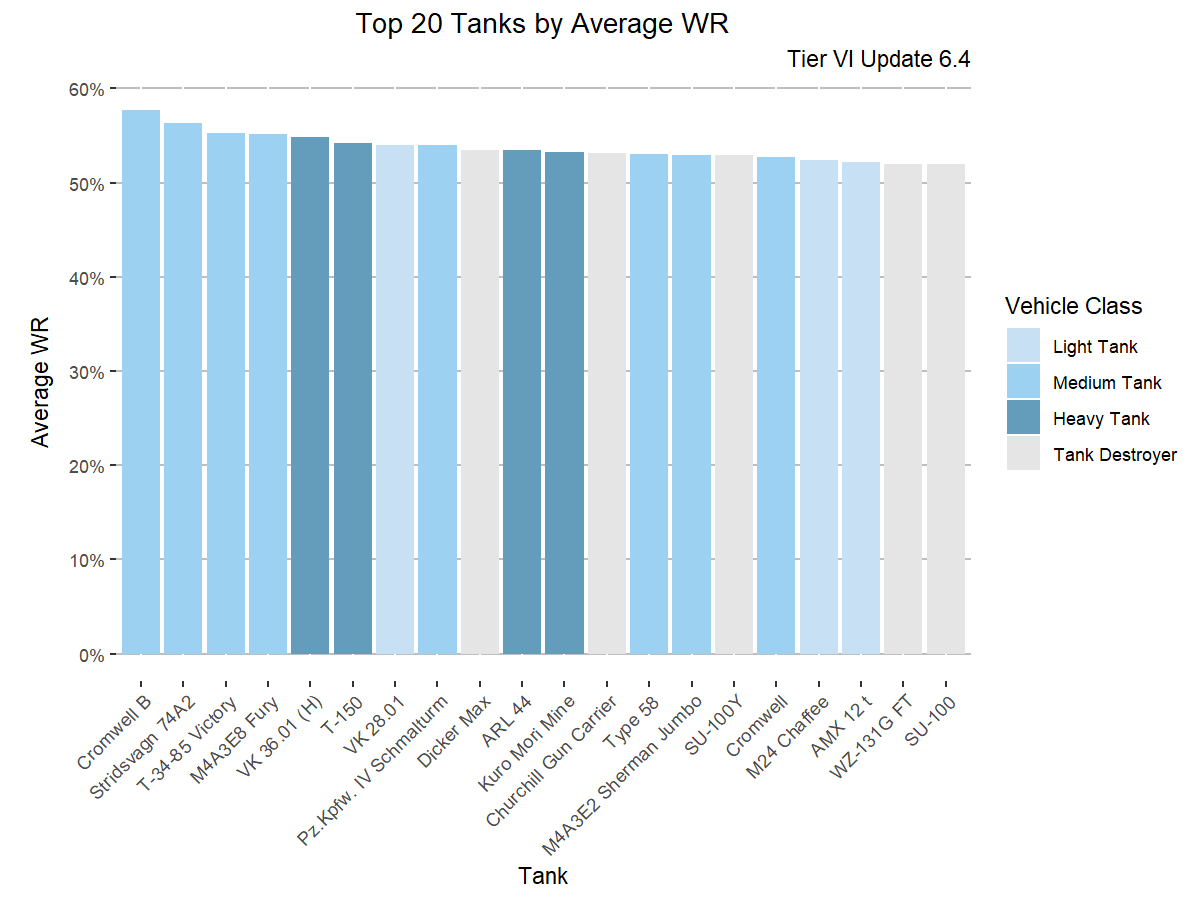 Top 20 Tanks by Average WR
Tier VI Update 6.4
60%
50%
40%
30%
20%
10%
0%
Average WR
Cromwell B
Stridsvagn 74A2
T-34-85 Victory
M4A3E8 Fury
VK 36.01 (H)
T-150
VK 28.01
Pz.Kpfw. IV Schmalturm
Dicker Max
ARL 44
Kuro Mori Mine
Churchill Gun Carrier
Type 58
M4A3E2 Sherman Jumbo
SU-100Y
Cromwell
M24 Chaffee
AMX 12 t
WZ-131G FT
SU-100
Tank
Vehicle Class
Light Tank
Medium Tank
Heavy Tank
Tank Destroyer